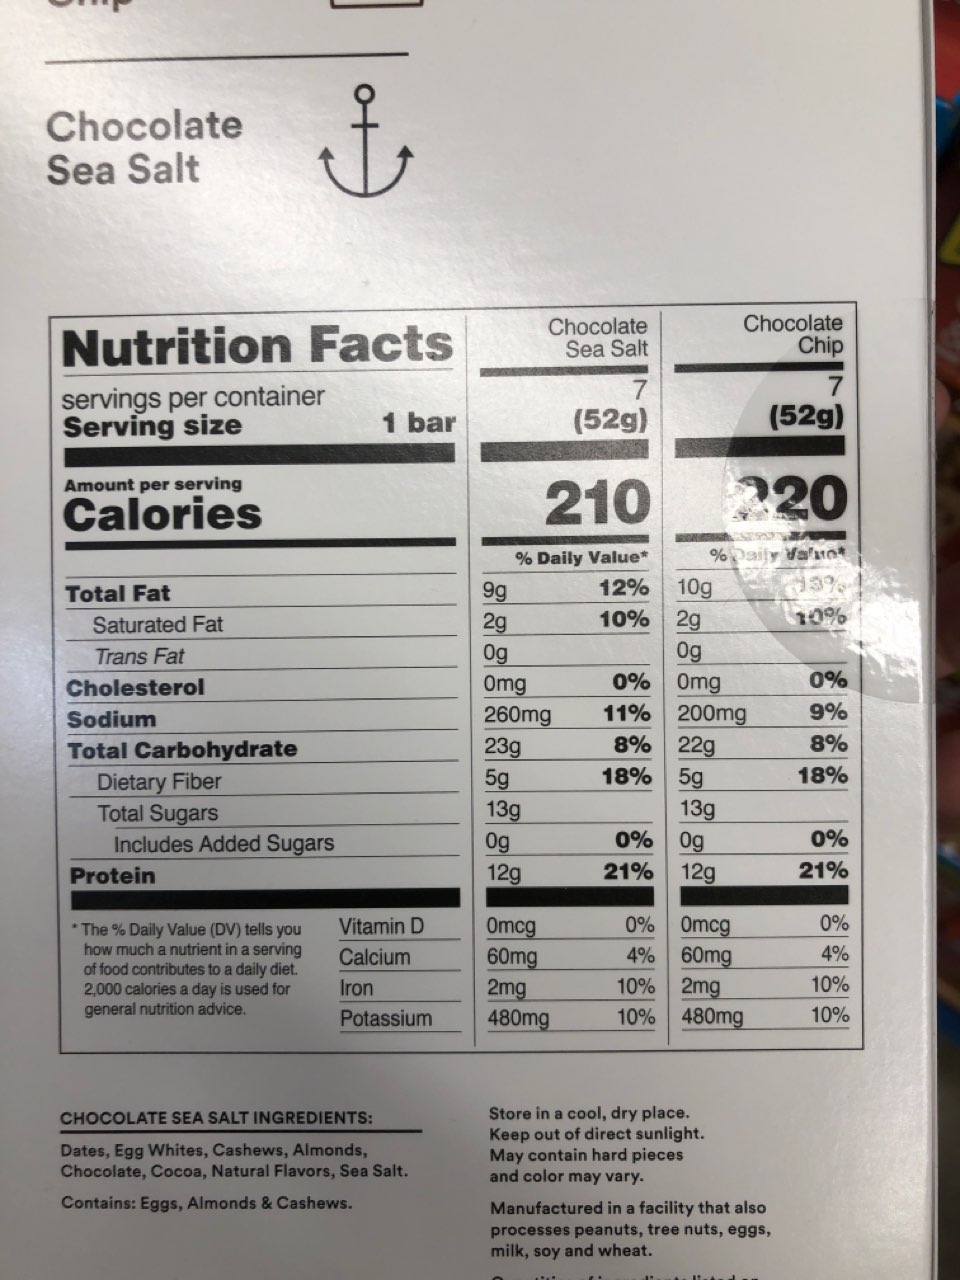 Chip
Chocolate
Sea Salt
Nutrition Facts
Chocolate
Sea Salt
Chocolate
Chip
servings per container 7 7
Serving size 1 bar (52g) (52g)
Amount per serving
Calories 210 220
% Daily Value* % Daily Value*
Total Fat 9g 12% 10g 13%
Saturated Fat 2g 10% 2g 10%
Trans Fat 0g 0g
Cholesterol 0mg 0% 0mg 0%
Sodium 260mg 11% 200mg 9%
Total Carbohydrate 23g 8% 22g 8%
Dietary Fiber 5g 18% 5g 18%
Total Sugars 13g 13g
Includes Added Sugars 0g 0% 0g 0%
Protein 12g 21% 12g 21%
* The % Daily Value (DV) tells you
how much a nutrient in a serving
of food contributes to a daily diet.
2,000 calories a day is used for
general nutrition advice.
Vitamin D 0mcg 0% 0mcg 0%
Calcium 60mg 4% 60mg 4%
Iron 2mg 10% 2mg 10%
Potassium 480mg 10% 480mg 10%
CHOCOLATE SEA SALT INGREDIENTS:
Dates, Egg Whites, Cashews, Almonds,
Chocolate, Cocoa, Natural Flavors, Sea Salt.
Contains: Eggs, Almonds & Cashews.
Store in a cool, dry place.
Keep out of direct sunlight.
May contain hard pieces
and color may vary.
Manufactured in a facility that also
processes peanuts, tree nuts, eggs,
milk, soy and wheat.